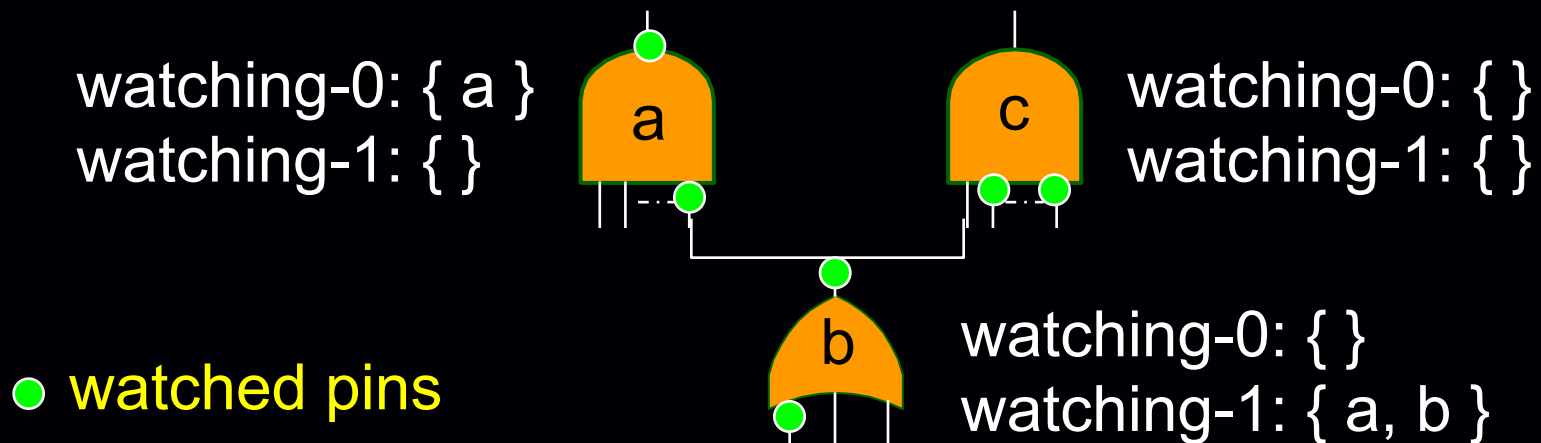 watching-0: { a }
watching-1: { }
a
c
watching-0: { }
watching-1: { }
b
watching-0: { }
watching-1: { a, b }
watched pins